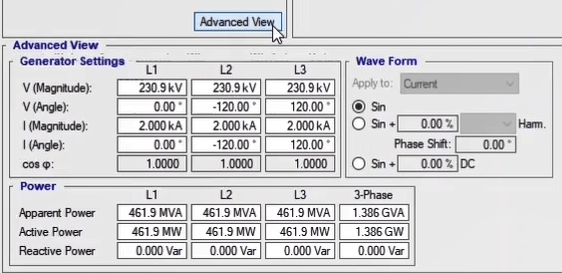 Advanced View
Advanced View
Generator Settings
L1 L2 L3
V (Magnitude): 230.9 kV 230.9 kV 230.9 kV
V (Angle): 0.00 ° -120.00 ° 120.00 °
I (Magnitude): 2.000 kA 2.000 kA 2.000 kA
I (Angle): 0.00 ° -120.00 ° 120.00 °
cos φ: 1.0000 1.0000 1.0000
Wave Form
Apply to: Current
Sin
Sin + 0.00 % Harm.
Phase Shift: 0.00 °
Sin + 0.00 % DC
Power
L1 L2 L3 3-Phase
Apparent Power 461.9 MVA 461.9 MVA 461.9 MVA 1.386 GVA
Active Power 461.9 MW 461.9 MW 461.9 MW 1.386 GW
Reactive Power 0.000 Var 0.000 Var 0.000 Var 0.000 Var